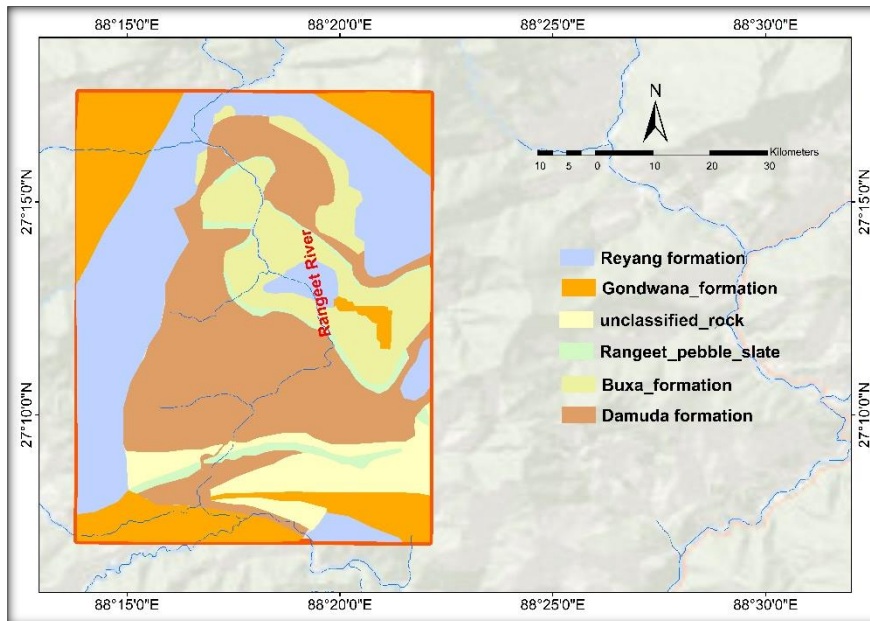 88°15'0"E 88°20'0"E 88°25'0"E 88°30'0"E
N
Kilometers
10 5 0 10 20 30
27°15'0"N 27°15'0"N
Rangeet River
Reyang formation
Gondwana_formation
unclassified_rock
Rangeet_pebble_slate
Buxa_formation
Damuda formation
27°10'0"N 27°10'0"N
88°15'0"E 88°20'0"E 88°25'0"E 88°30'0"E